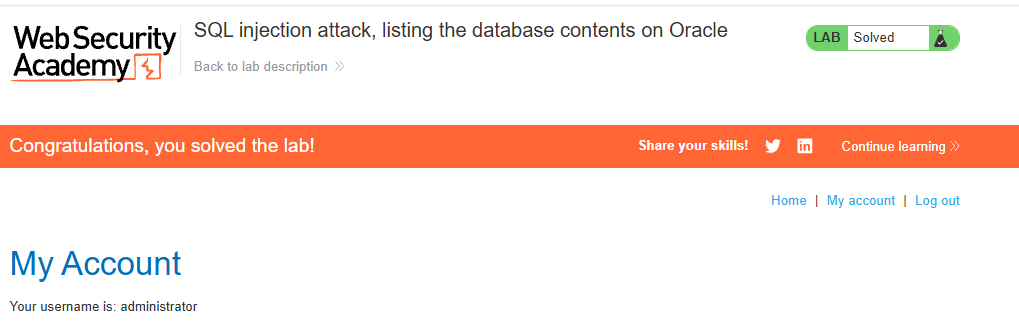 Web Security
Academy
SQL injection attack, listing the database contents on Oracle
Back to lab description
LAB Solved
Congratulations, you solved the lab!
Share your skills!
Continue learning
Home | My account | Log out
My Account
Your username is: administrator